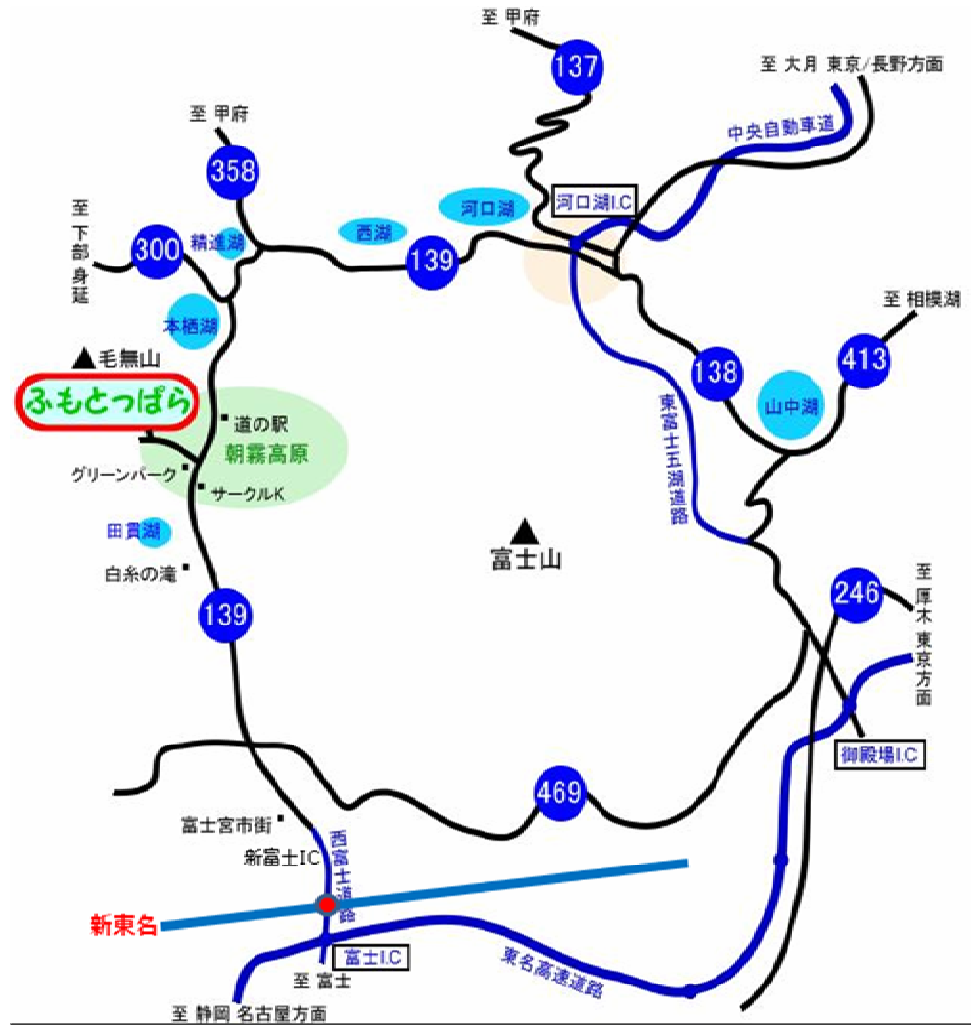 至 甲府
137
至 大月 東京/長野方面
中央自動車道
至 甲府
358
至下部身延
300
精進湖
西湖
河口湖
河口湖I.C
139
本栖湖
至 相模湖
138
413
山中湖
毛無山
ふもとっぱら
道の駅
朝霧高原
グリーンパーク
サークルK
東富士五湖道路
田貫湖
白糸の滝
富士山
139
246
至厚木
東京方面
御殿場I.C
469
富士宮市街
新富士IC
西富士道路
新東名
富士I.C
至 富士
東名高速道路
至 静岡 名古屋方面